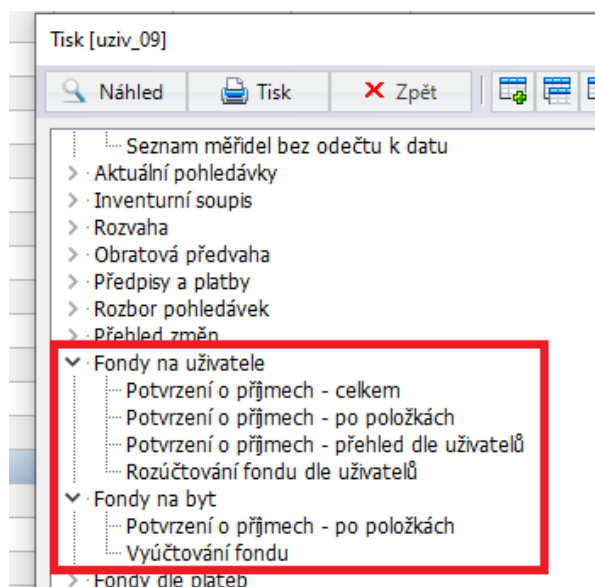 Tisk [uziv_09]
Náhled Tisk Zpět
Seznam měřidel bez odečtu k datu
Aktuální pohledávky
Inventurní soupis
Rozvaha
Obratová předvaha
Předpisy a platby
Rozbor pohledávek
Přehled změn
Fondy na uživatele
Potvrzení o příjmech - celkem
Potvrzení o příjmech - po položkách
Potvrzení o příjmech - přehled dle uživatelů
Rozúčtování fondu dle uživatelů
Fondy na byt
Potvrzení o příjmech - po položkách
Vyúčtování fondu
Fondy dle plateb